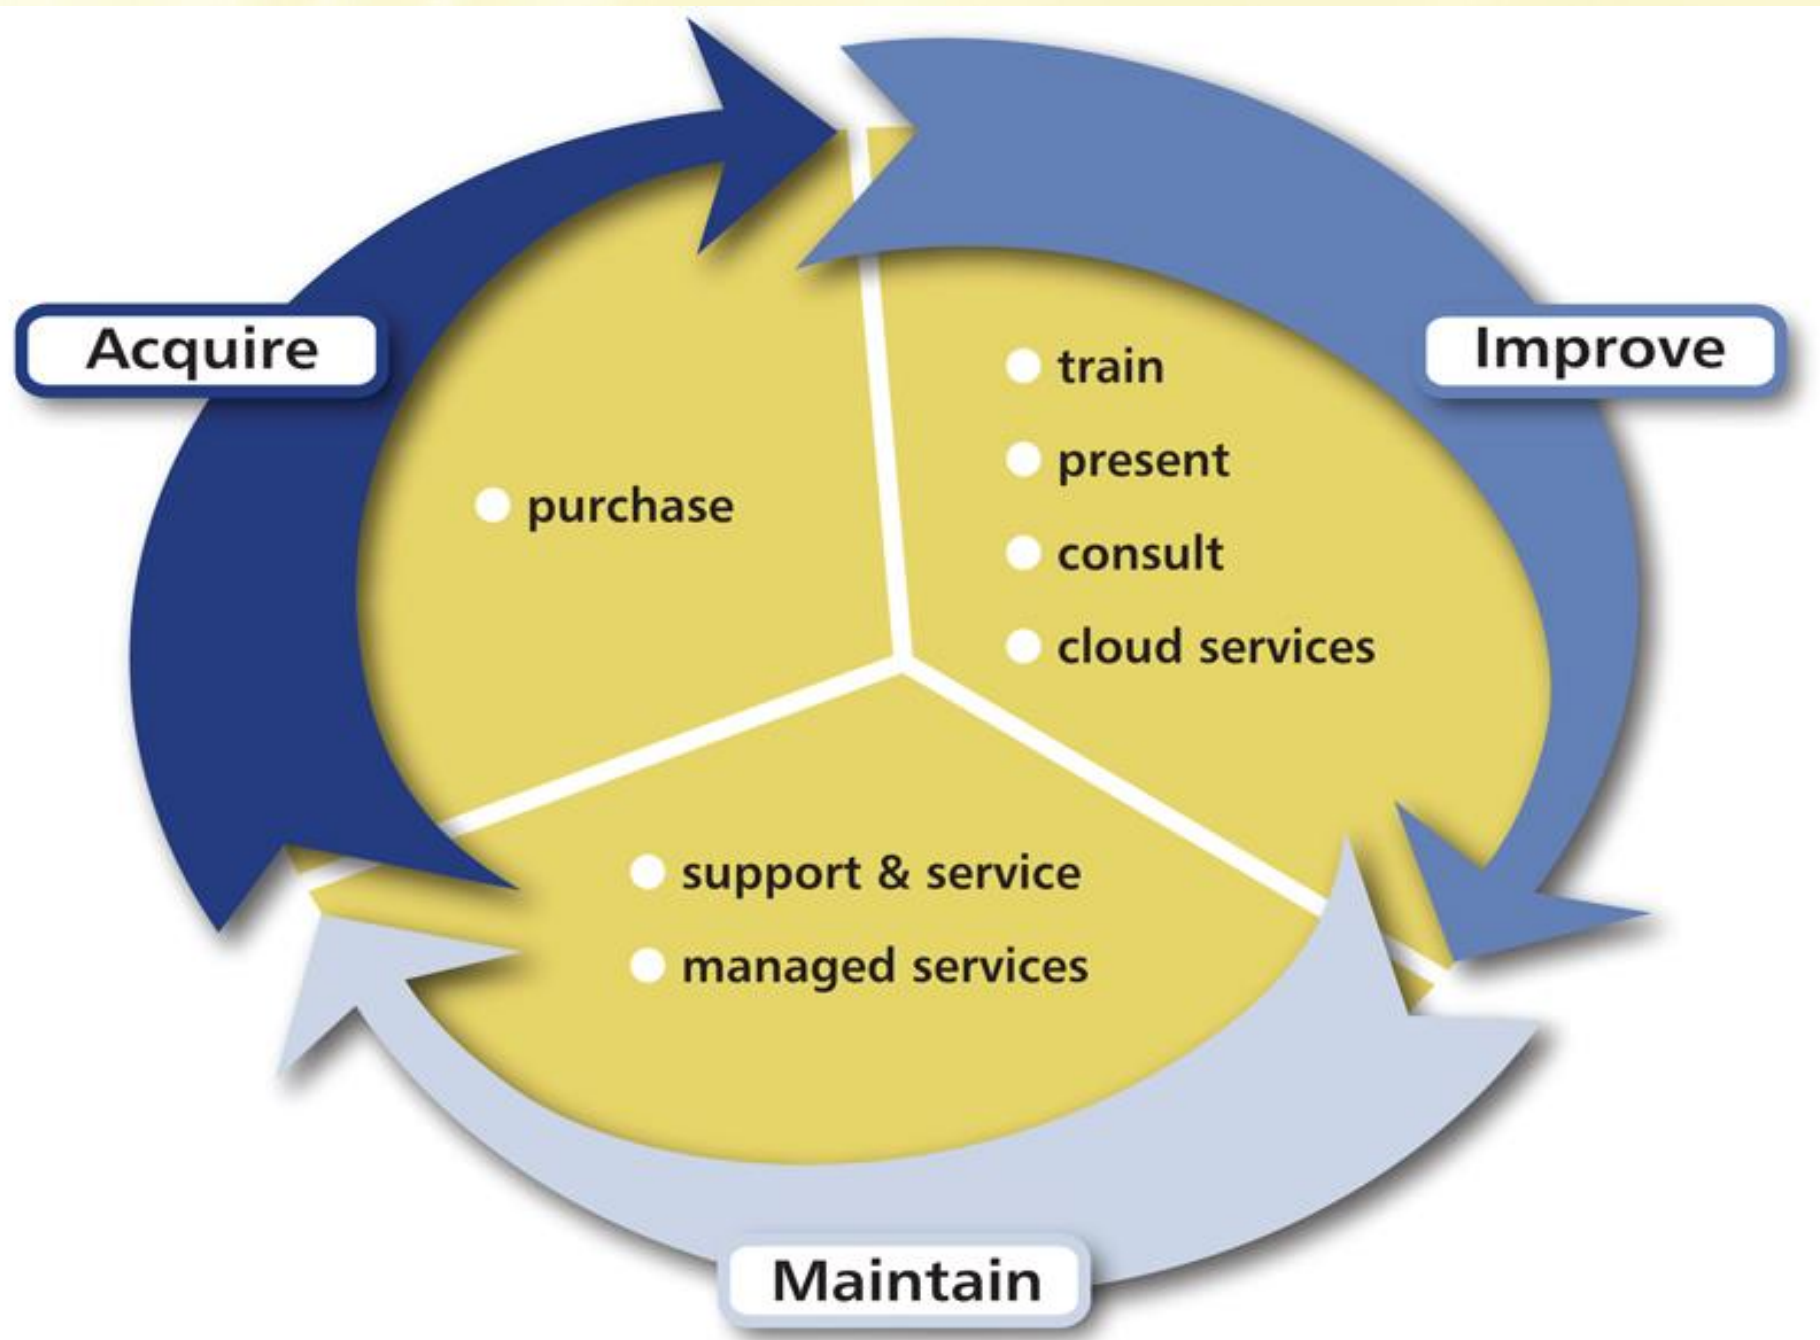 Acquire
Improve
purchase
train
present
consult
cloud services
support & service
managed services
Maintain